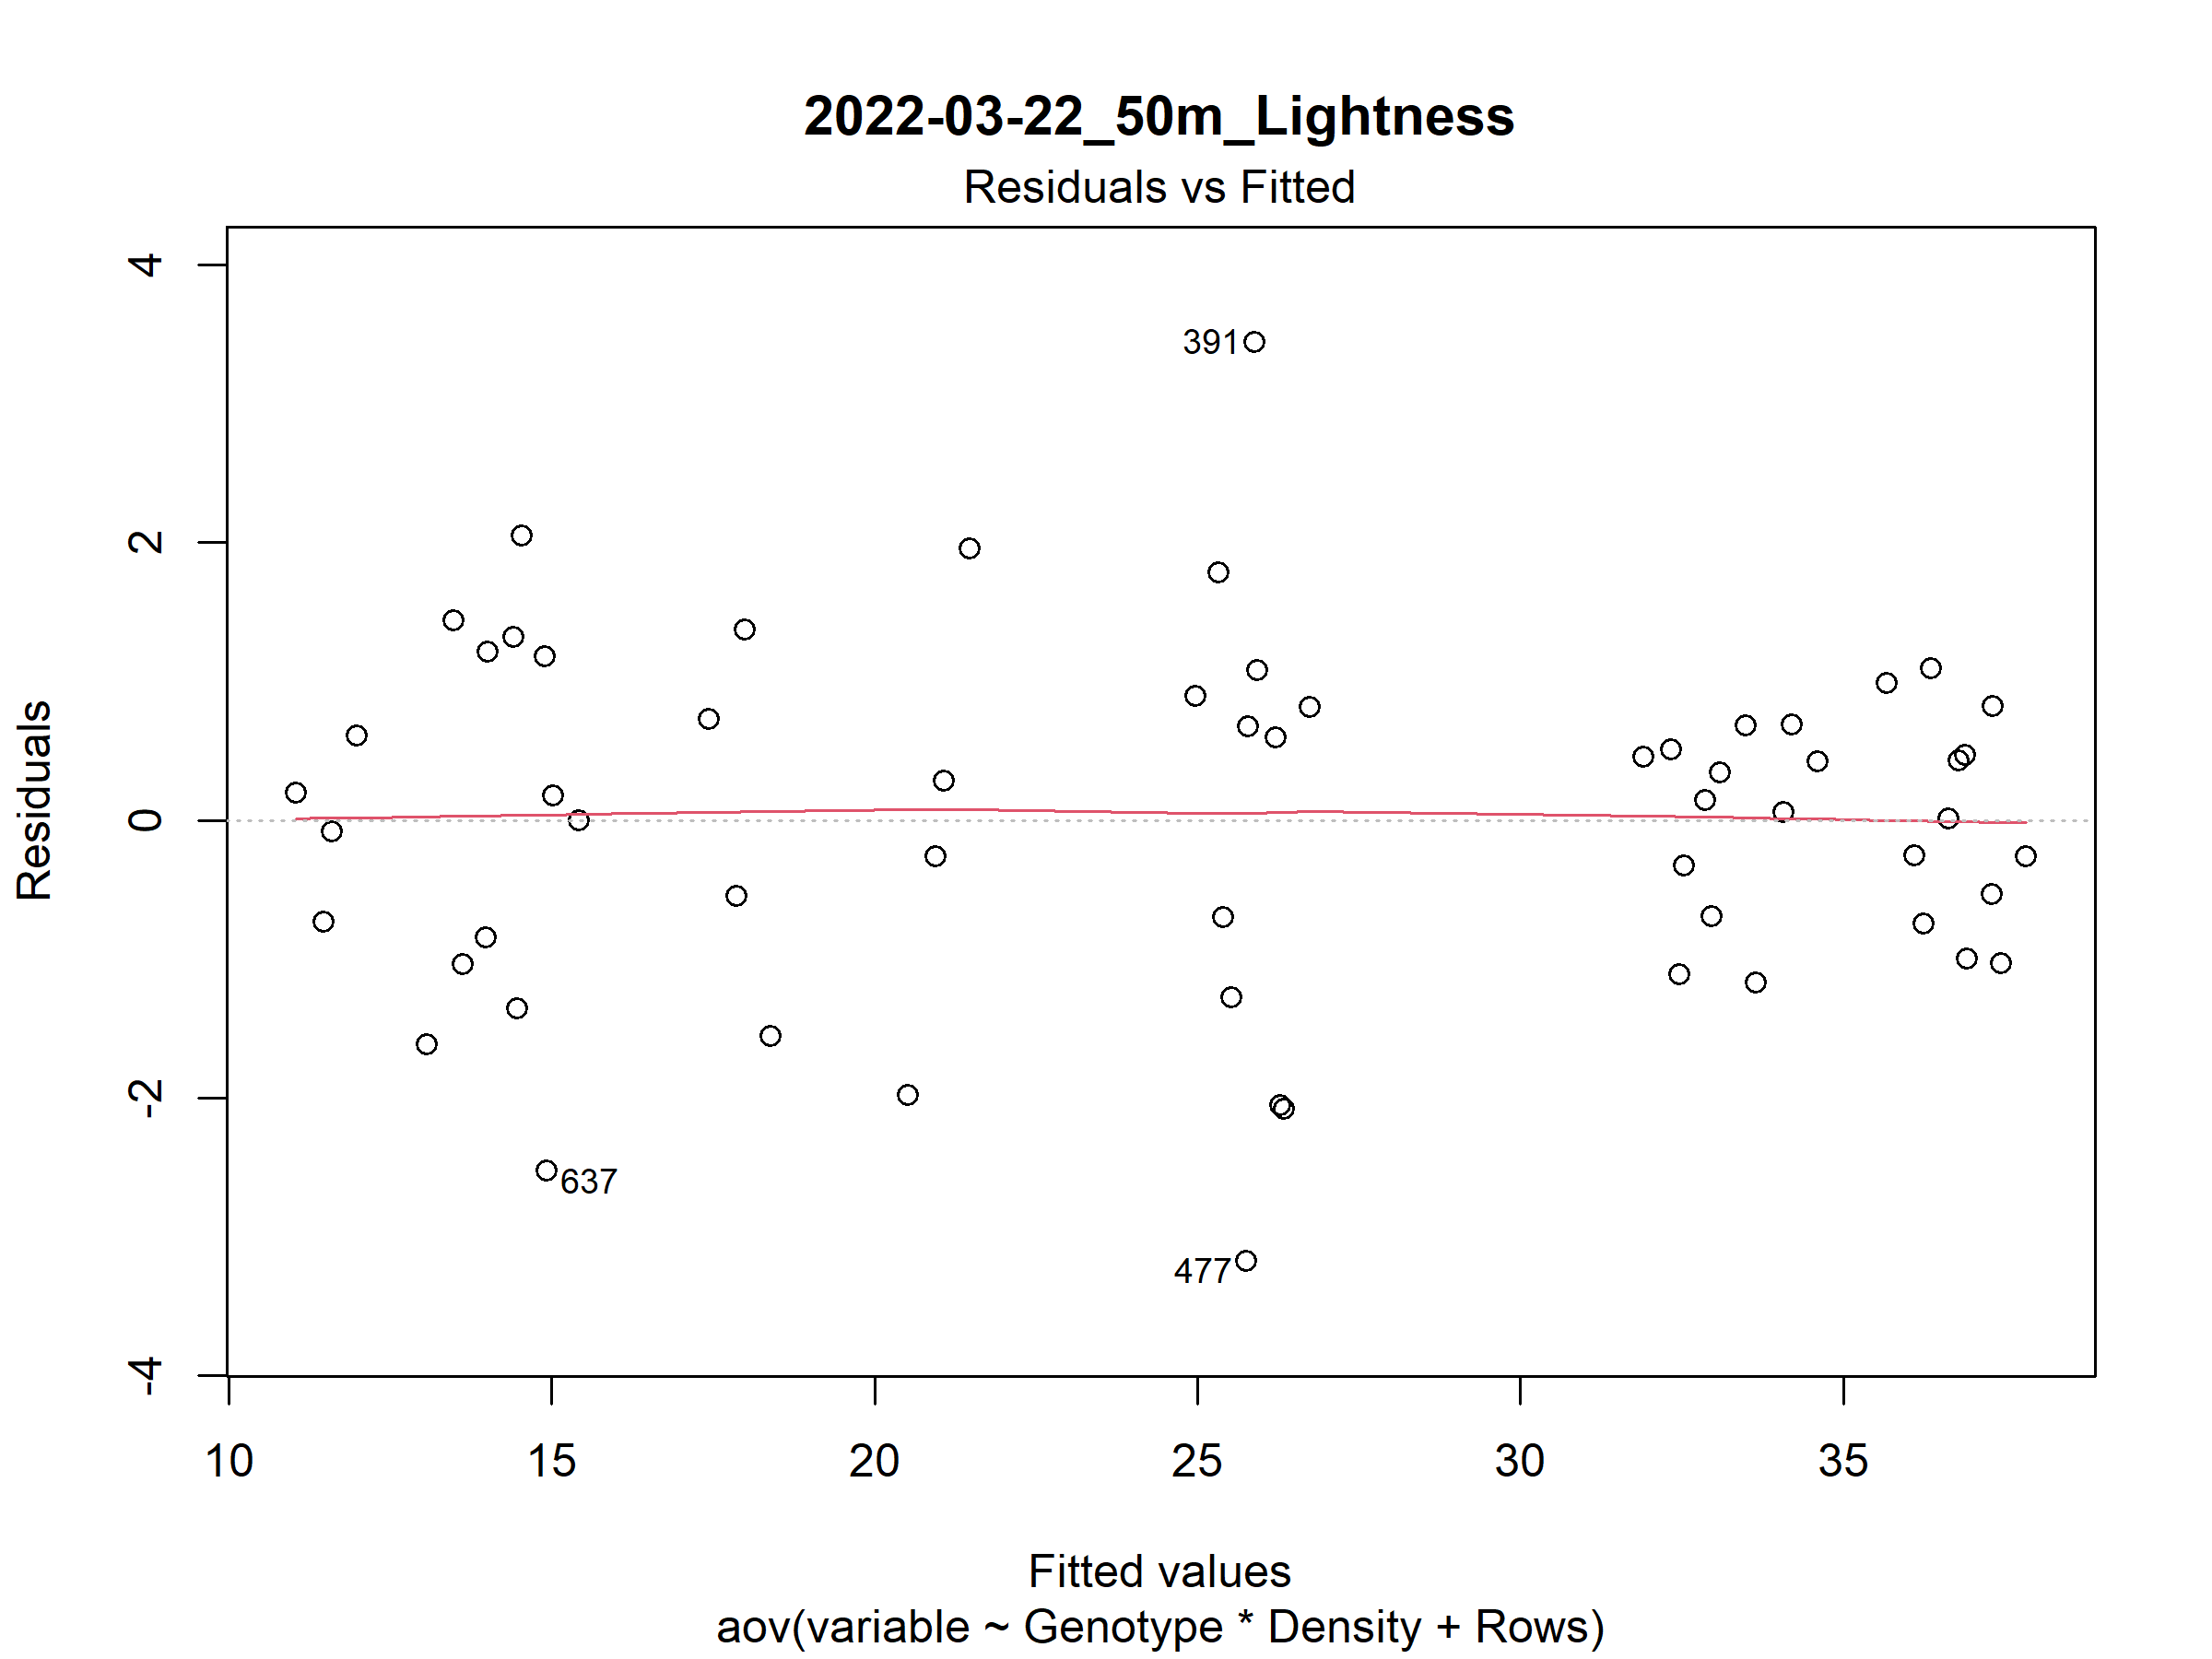 2022-03-22_50m_Lightness
Residuals vs Fitted
4
2
0
-2
-4
Residuals
391
637
477
10 15 20 25 30 35
Fitted values
aov(variable ~ Genotype * Density + Rows)